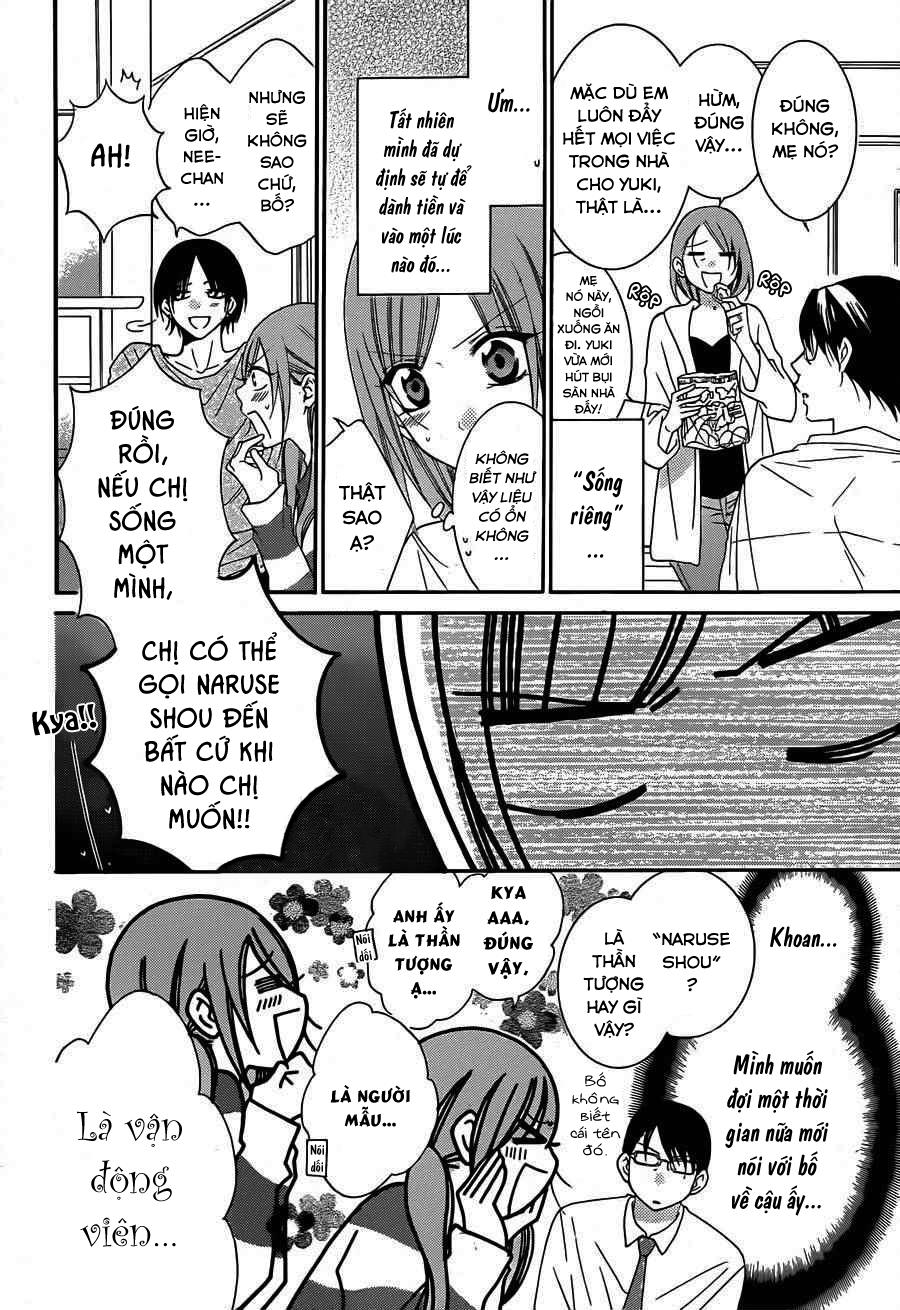 ĐÚNG
KHÔNG,
MẸ NÓ?
HỪM,
ĐÚNG
VẬY...
MẶC DÙ EM
LUÔN ĐẨY
HẾT MỌI VIỆC
TRONG NHÀ
CHO YUKI,
THẬT LÀ...
RỘP
RỘP
MẸ
NÓ NÀY,
NGỒI
XUỐNG ĂN
ĐI. YUKI
VỪA MỚI
HÚT BỤI
SÀN NHÀ
ĐẤY!
“Sống
riêng”
...
Ưm...
Tất nhiên
mình đã dự
định sẽ tự để
dành tiền và
vào một lúc
nào đó...
KHÔNG
BIẾT NHƯ
VẬY LIỆU
CÓ ỔN
KHÔNG
...
THẬT
SAO
Ạ?
NHƯNG
SẼ
KHÔNG
SAO
CHỨ,
BỐ?
HIỆN
GIỜ,
NEE-
CHAN
...
AH!
ĐÚNG
RỒI,
NẾU CHỊ
SỐNG
MỘT
MÌNH,
CHỊ CÓ THỂ
GỌI NARUSE
SHOU ĐẾN
BẤT CỨ KHI
NÀO CHỊ
MUỐN!!
Kya!!
Khoan...
Mình muốn
đợi một thời
gian nữa mới
nói với bố
về cậu ấy...
“NARUSE
SHOU”
?
LÀ
THẦN
TƯỢNG
HAY GÌ
VẬY?
Bố
không
biết
cái tên
đó.
KYA
AAA,
ĐÚNG
VẬY,
ANH ẤY
LÀ THẦN
TƯỢNG
Ạ...
Nói
dối
LÀ NGƯỜI
MẪU...
Nói
dối
Là vận
động
viên...